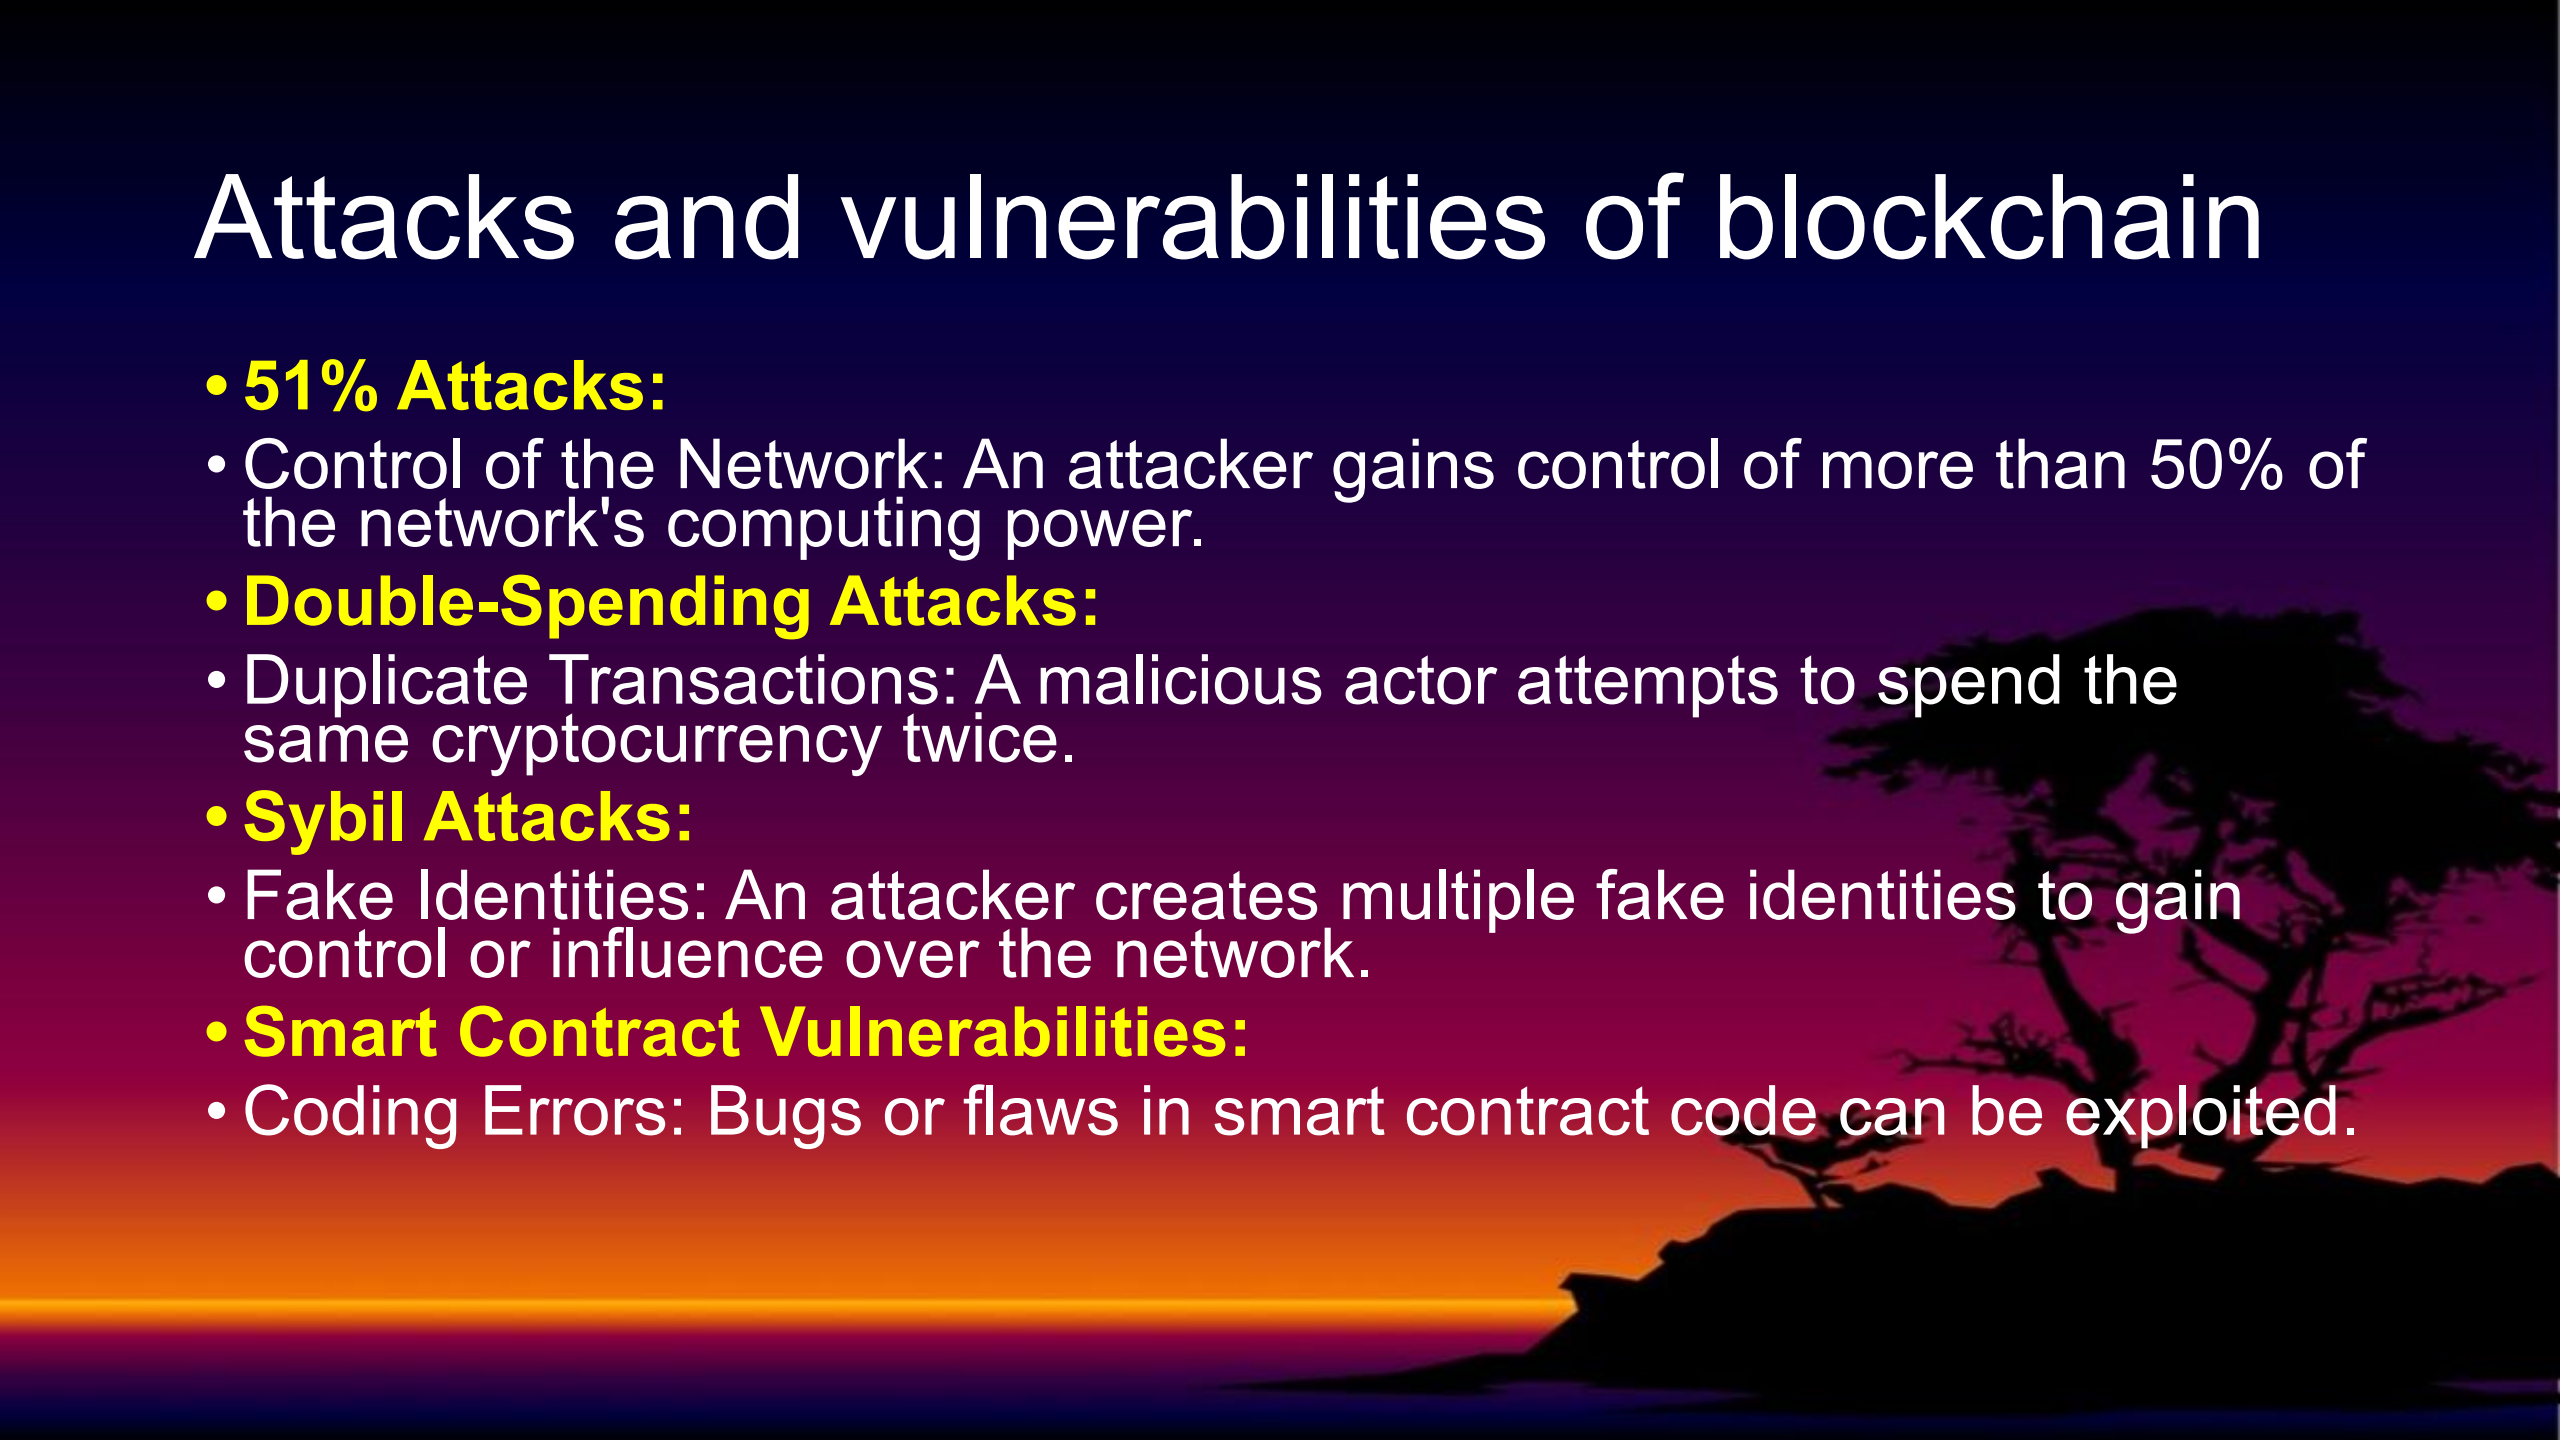 Attacks and vulnerabilities of blockchain
• 51% Attacks:
• Control of the Network: An attacker gains control of more than 50% of
the network's computing power.
• Double-Spending Attacks:
• Duplicate Transactions: A malicious actor attempts to spend the
same cryptocurrency twice.
• Sybil Attacks:
• Fake Identities: An attacker creates multiple fake identities to gain
control or influence over the network.
• Smart Contract Vulnerabilities:
• Coding Errors: Bugs or flaws in smart contract code can be exploited.